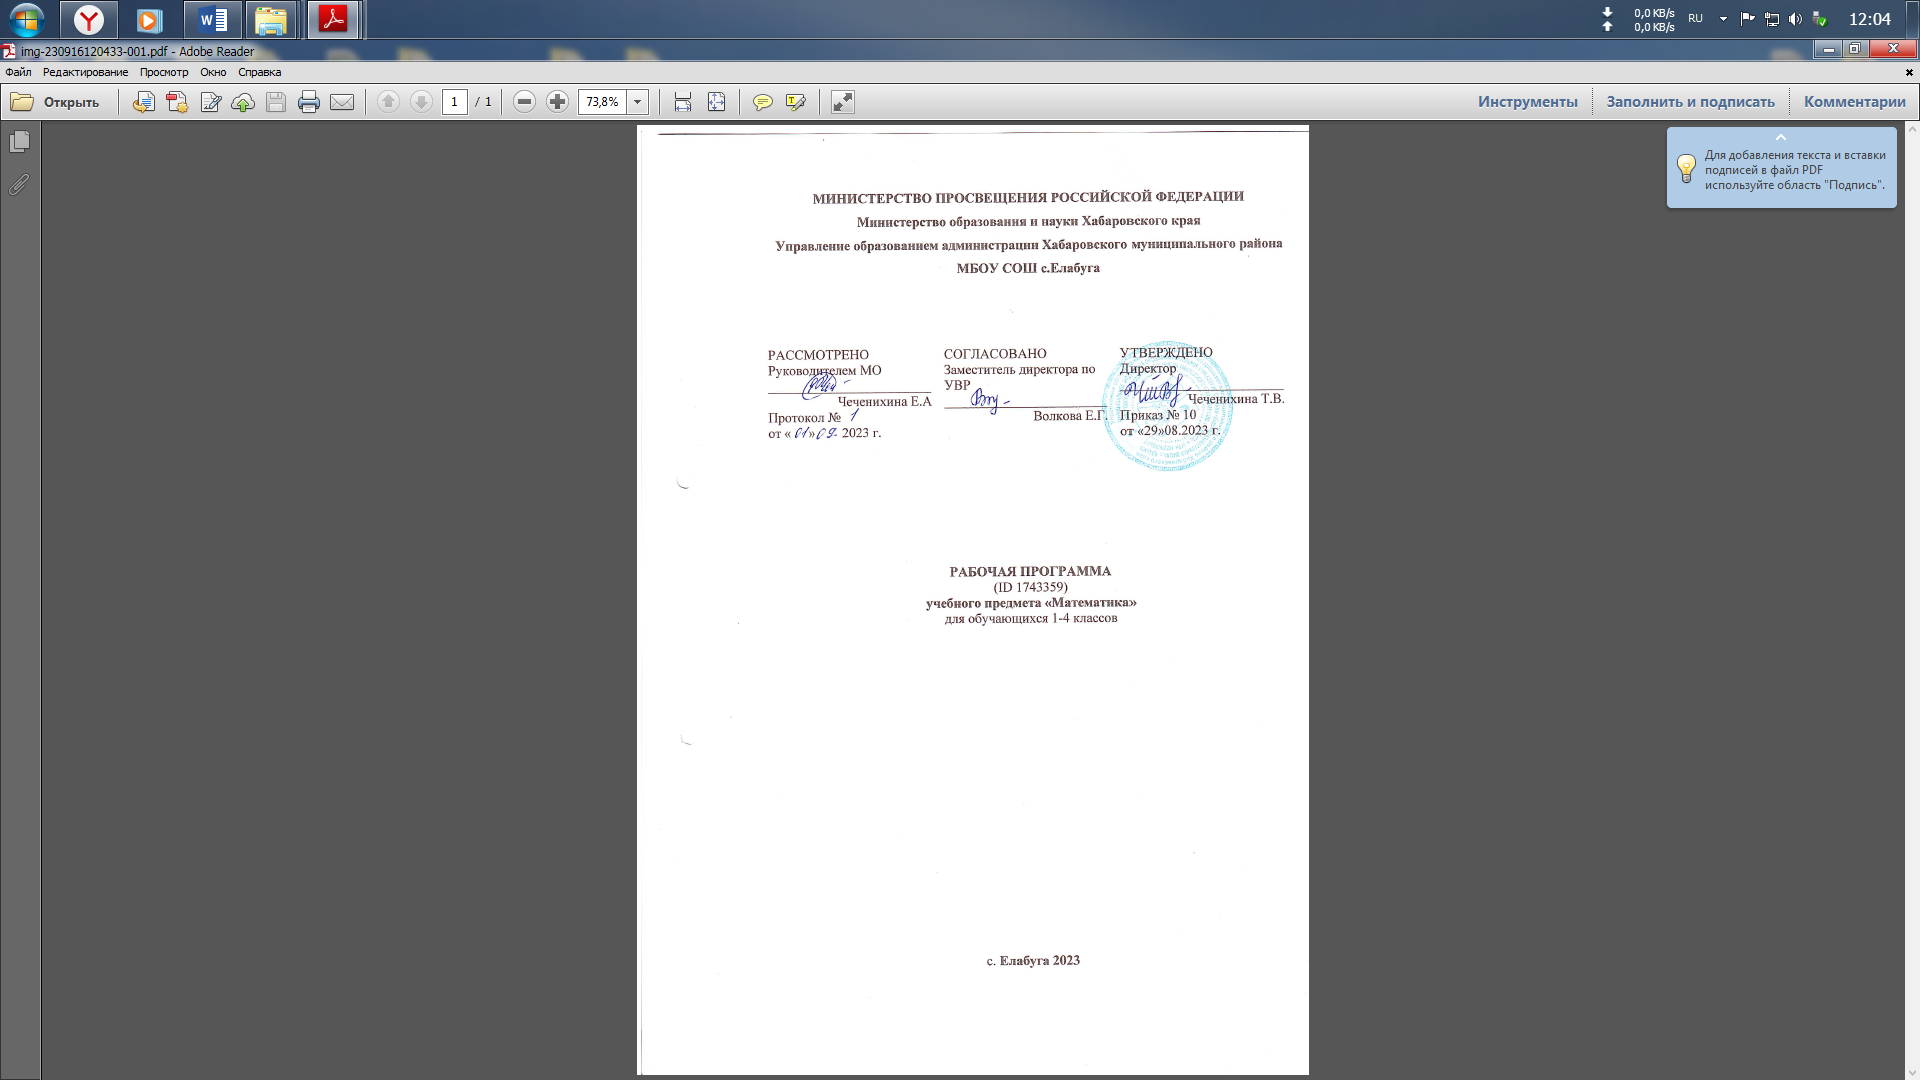 0,0 KB/s
0,0 KB/s
RU
12:04
img-230916120433-001.pdf - Adobe Reader
Файл Редактирование Просмотр Окно Справка
Открыть
1 / 1
73,8%
Инструменты
Заполнить и подписать
Комментарии
Для добавления текста и вставки
подписей в файл PDF
используйте область "Подпись".
МИНИСТЕРСТВО ПРОСВЕЩЕНИЯ РОССИЙСКОЙ ФЕДЕРАЦИИ
Министерство образования и науки Хабаровского края
Управление образованием администрации Хабаровского муниципального района
МБОУ СОШ с.Елабуга
РАССМОТРЕНО
Руководителем МО
Чеченихина Е.А
Протокол № 1
от « 01 » 09. 2023 г.
СОГЛАСОВАНО
Заместитель директора по
УВР
Волкова Е.Г.
УТВЕРЖДЕНО
Директор
Чеченихина Т.В.
Приказ № 10
от «29»08.2023 г.
РАБОЧАЯ ПРОГРАММА
(ID 1743359)
учебного предмета «Математика»
для обучающихся 1-4 классов
с. Елабуга 2023